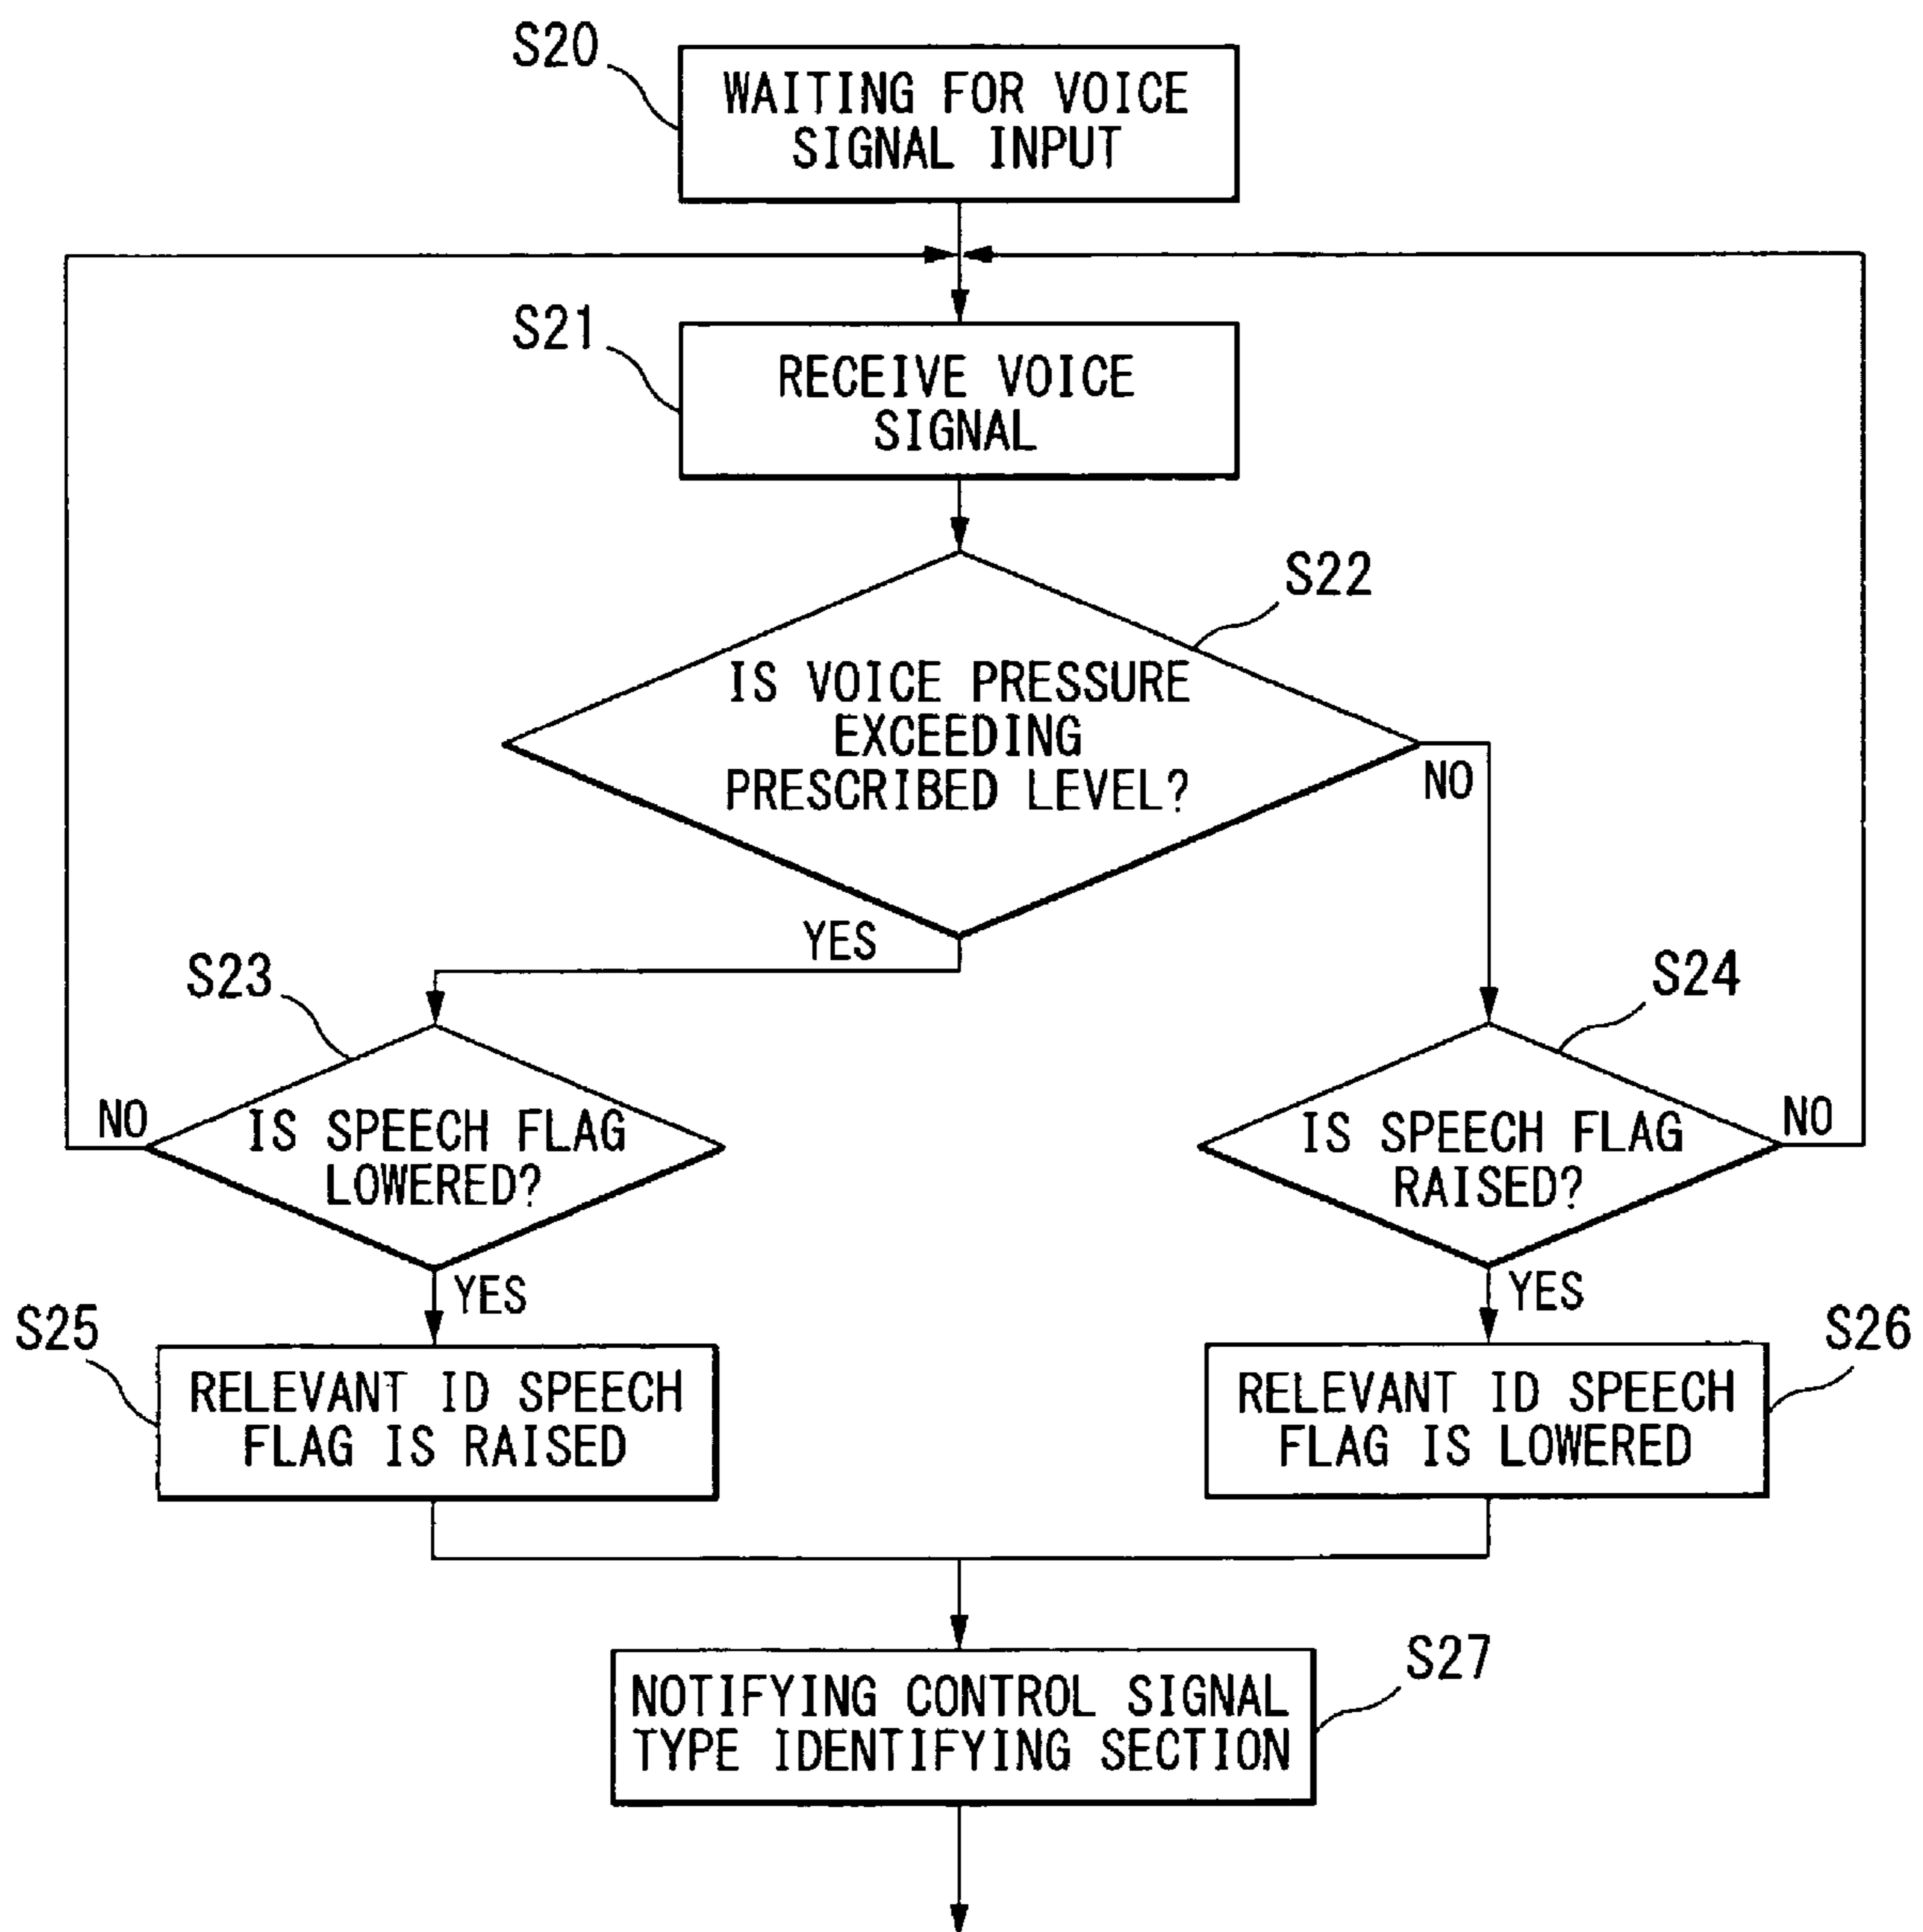 S20
WAITING FOR VOICE
SIGNAL INPUT
S21
RECEIVE VOICE
SIGNAL
S22
IS VOICE PRESSURE
EXCEEDING
PRESCRIBED LEVEL?
NO
YES
S23
S24
NO
IS SPEECH FLAG
LOWERED?
IS SPEECH FLAG
RAISED?
NO
YES
YES
S25
RELEVANT ID SPEECH
FLAG IS RAISED
RELEVANT ID SPEECH
FLAG IS LOWERED
S26
NOTIFYING CONTROL SIGNAL
TYPE IDENTIFYING SECTION
S27